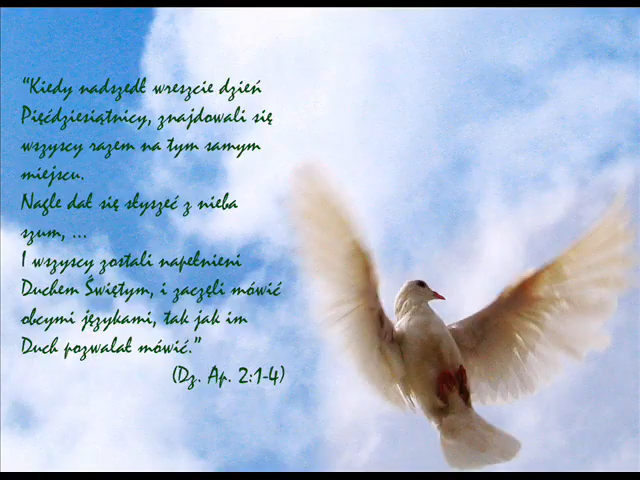 “Kiedy nadszedł wreszcie dzień
Pięćdziesiątnicy, znajdowali się
wszyscy razem na tym samym
miejscu.
Nagle dał się słyszeć z nieba
szum, ...
I wszyscy zostali napełnieni
Duchem Świętym, i zaczęli mówić
obcymi językami, tak jak im
Duch pozwalał mówić.”
(Dz. Ap. 2:1-4)